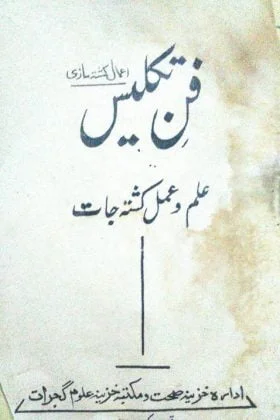 اعمال کشتہ سازی
فن تکلیس
علم و عمل کشتہ جات
ادارہ خزینہ صحت و مکتبہ خزینہ علوم گجرات